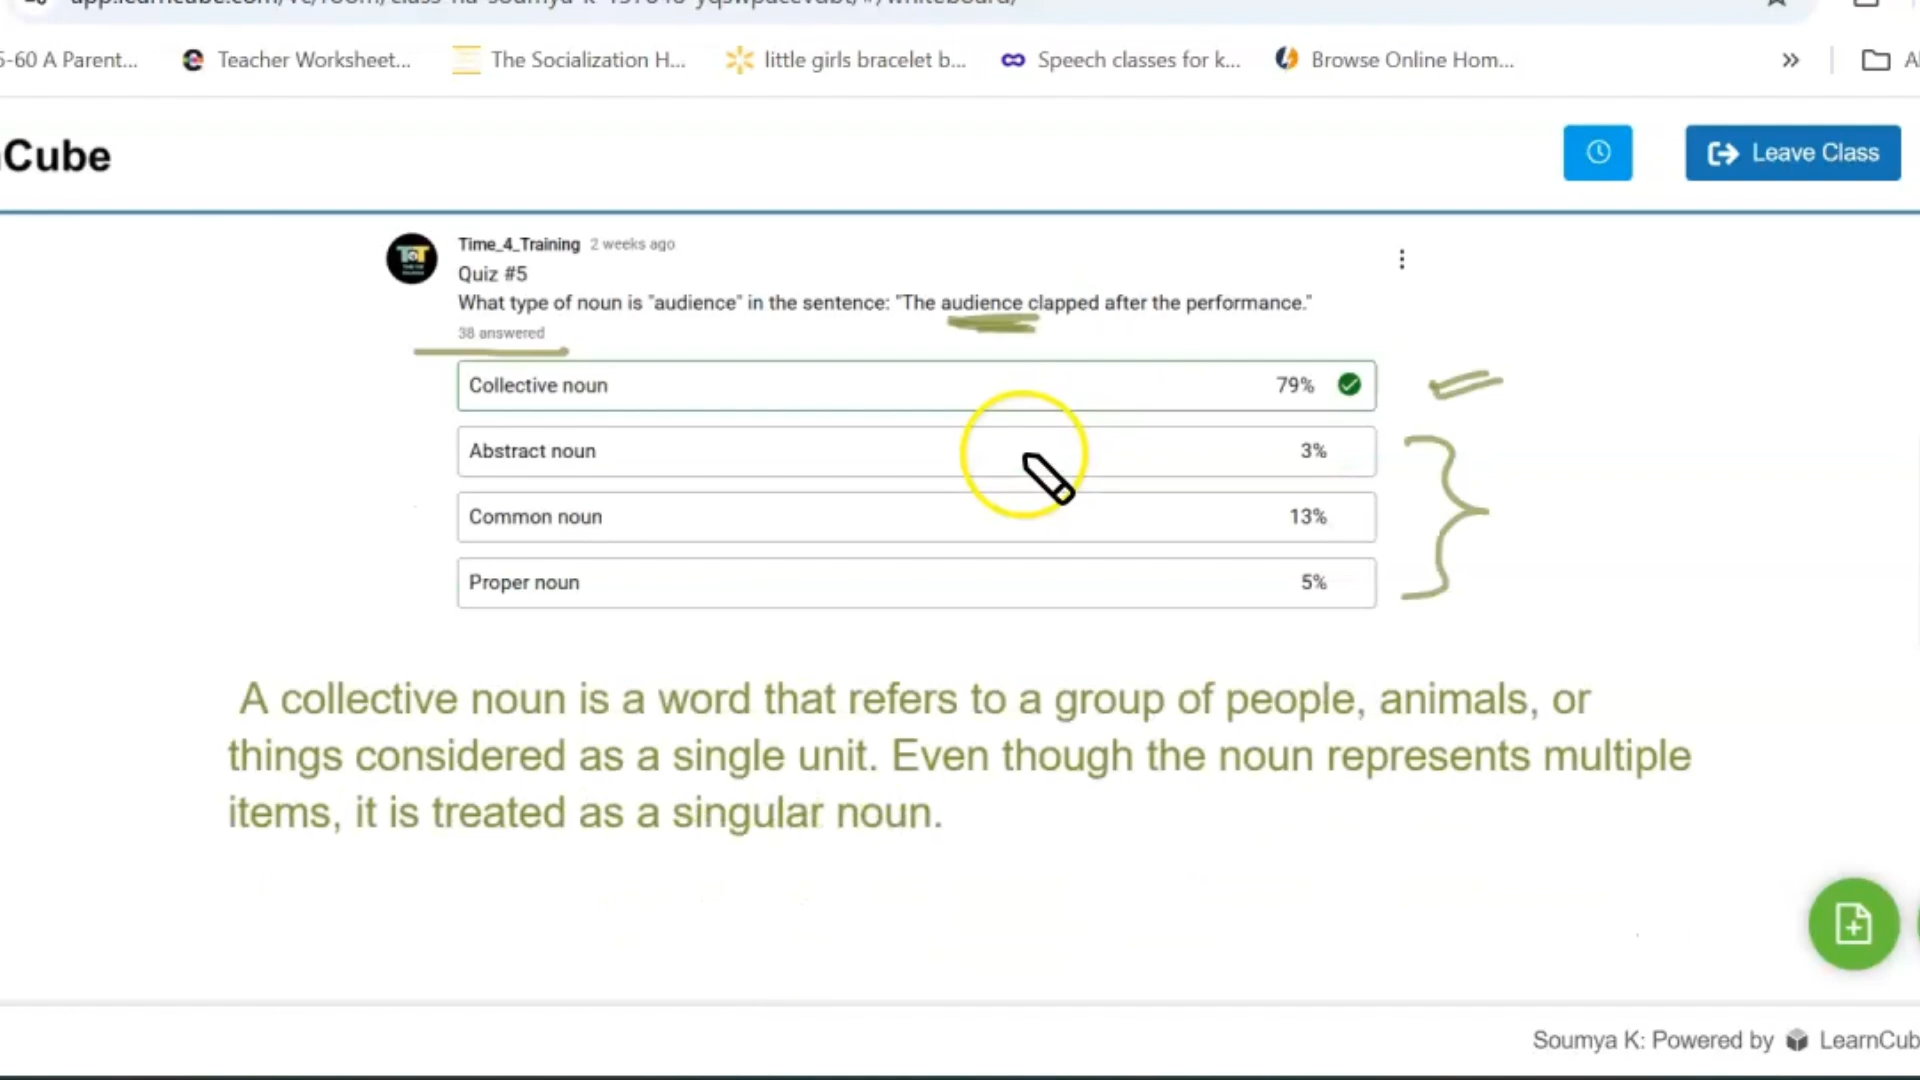 5-60 A Parent... Teacher Worksheet... The Socialization H... little girls bracelet b... Speech classes for k... Browse Online Hom...
Cube
Leave Class
Time_4_Training 2 weeks ago
Quiz #5
What type of noun is "audience" in the sentence: "The audience clapped after the performance."
38 answered
Collective noun 79%
Abstract noun 3%
Common noun 13%
Proper noun 5%
A collective noun is a word that refers to a group of people, animals, or
things considered as a single unit. Even though the noun represents multiple
items, it is treated as a singular noun.
Soumya K: Powered by LearnCub